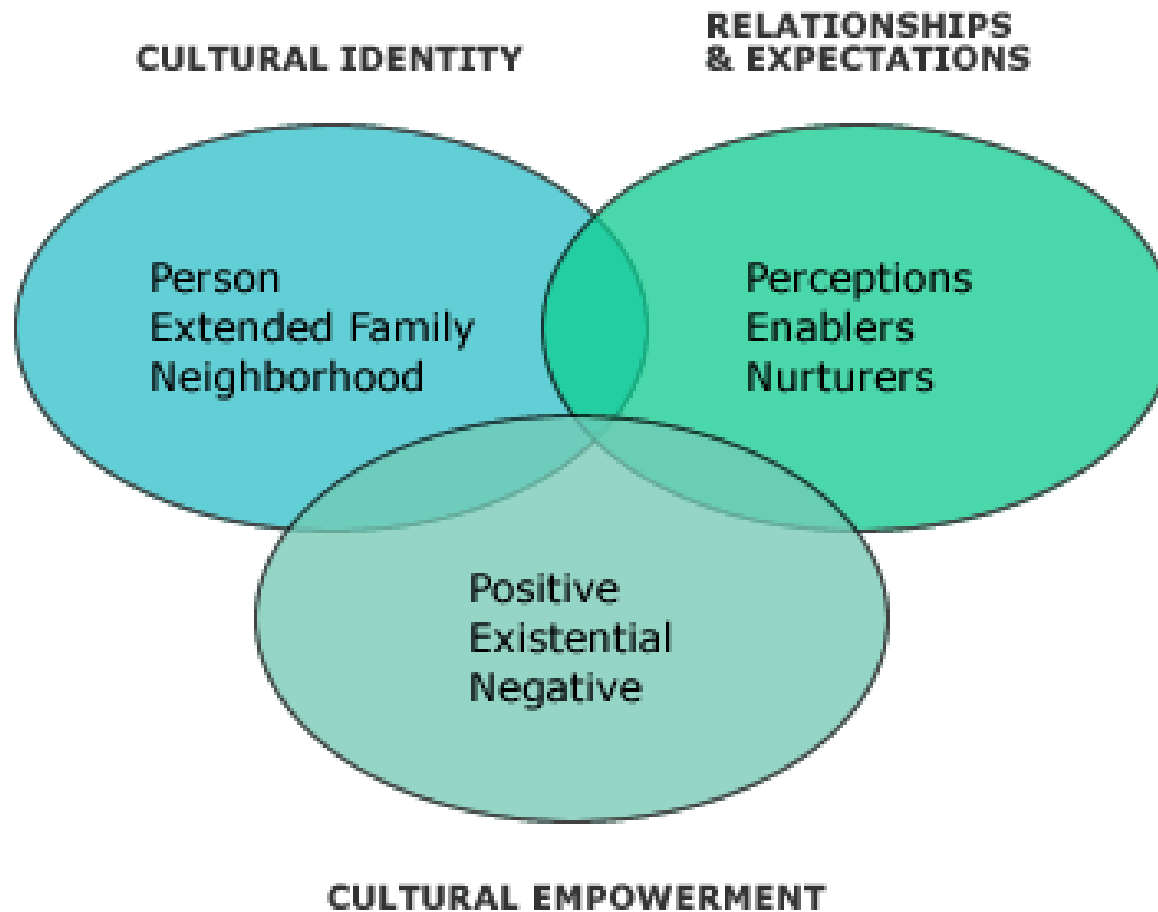 CULTURAL IDENTITY
RELATIONSHIPS
& EXPECTATIONS
Person
Extended Family
Neighborhood
Perceptions
Enablers
Nurturers
Positive
Existential
Negative
CULTURAL EMPOWERMENT